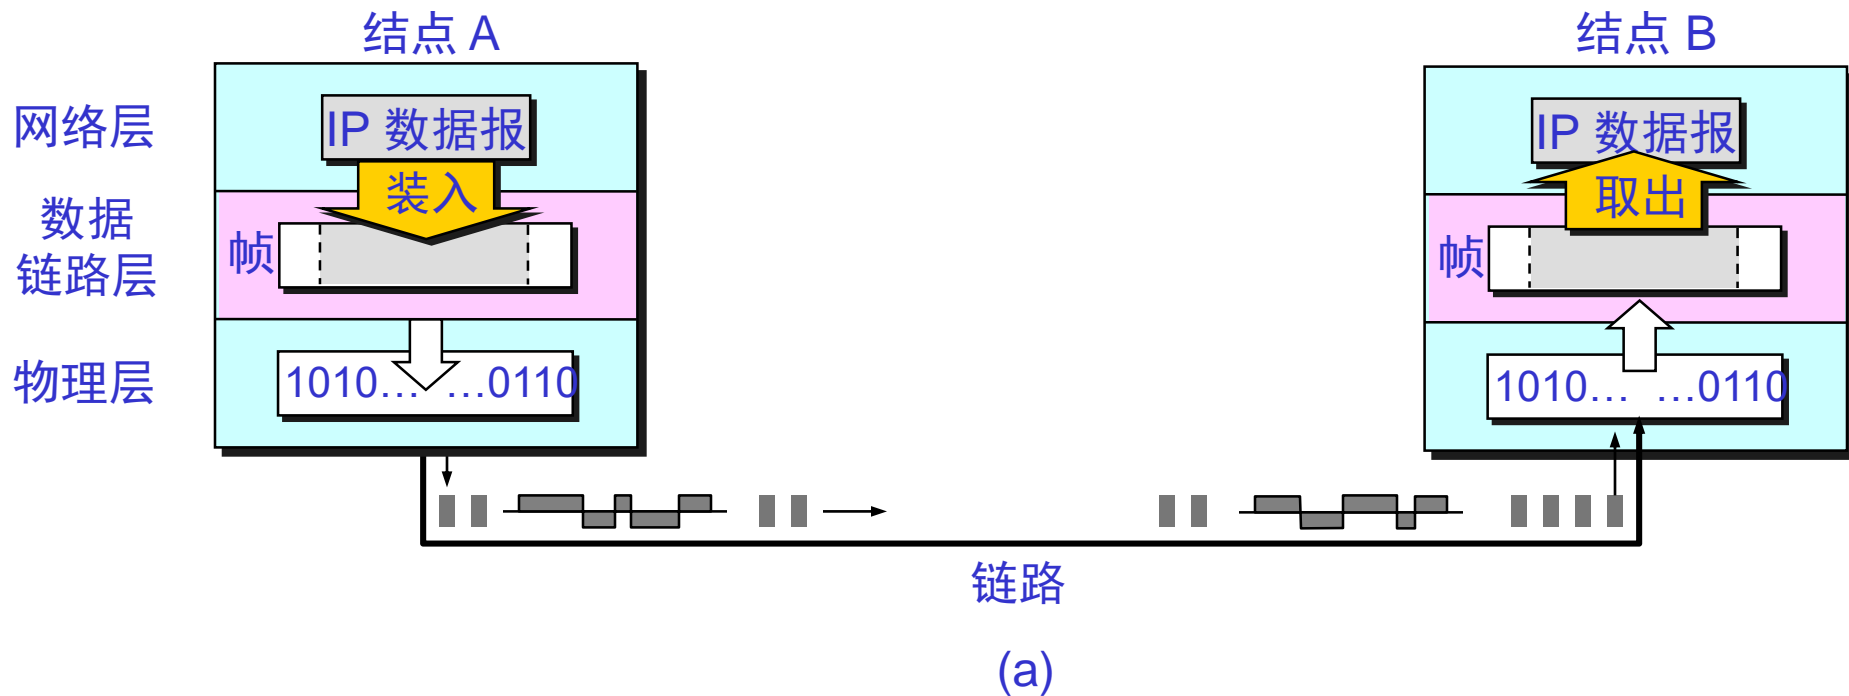 结点 A
结点 B
网络层
IP 数据报
IP 数据报
装入
取出
数据
链路层
帧
帧
物理层
1010… …0110
1010… …0110
链路
(a)